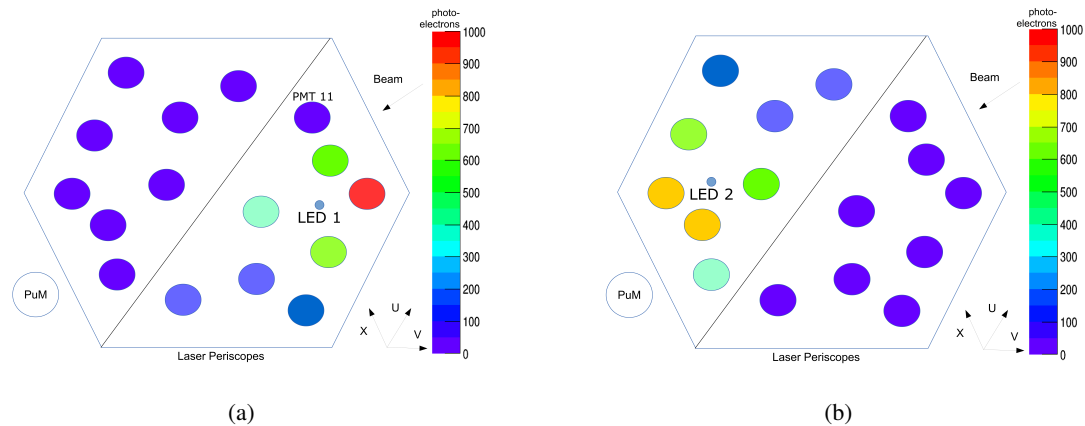 photo-
electrons
1000
900
800
700
600
500
400
300
200
100
0
Beam
PMT 11
LED 1
PuM
U
X
V
Laser Periscopes
(a)
photo-
electrons
1000
900
800
700
600
500
400
300
200
100
0
Beam
LED 2
PuM
U
X
V
Laser Periscopes
(b)